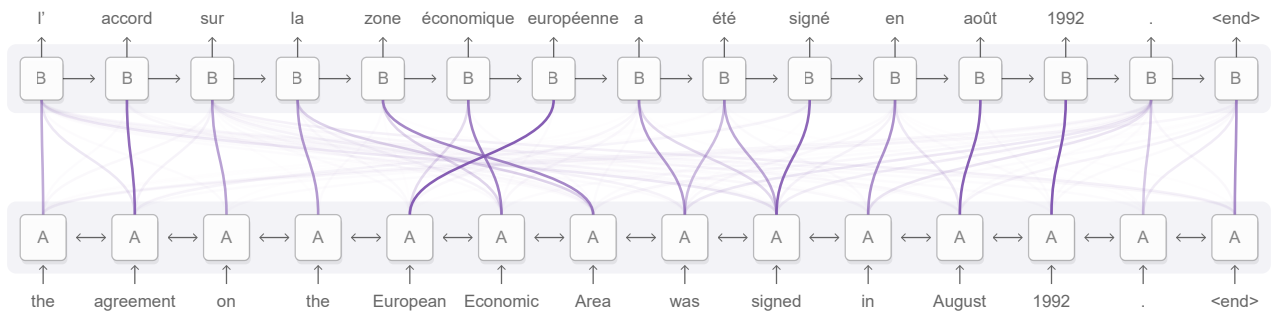 l' accord sur la zone économique européenne a été signé en août 1992 . <end>
B B B B B B B B B B B B B B B
A A A A A A A A A A A A A A
the agreement on the European Economic Area was signed in August 1992 . <end>